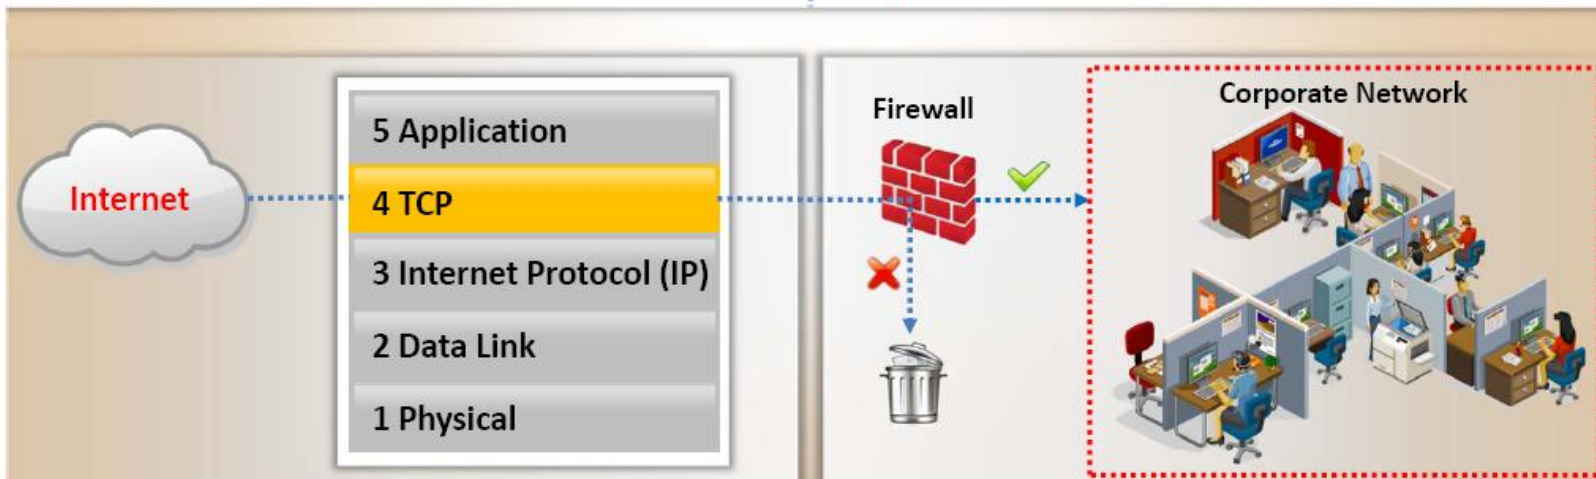 Internet
5 Application
4 TCP
3 Internet Protocol (IP)
2 Data Link
1 Physical
Firewall
Corporate Network